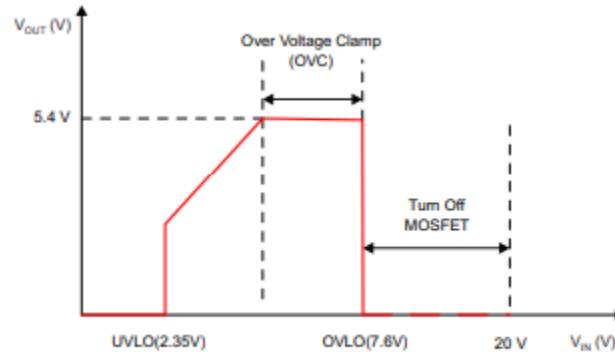 V_OUT (V)
Over Voltage Clamp
(OVC)
5.4 V
Turn Off
MOSFET
UVLO(2.35V)
OVLO(7.6V)
20 V
V_IN (V)